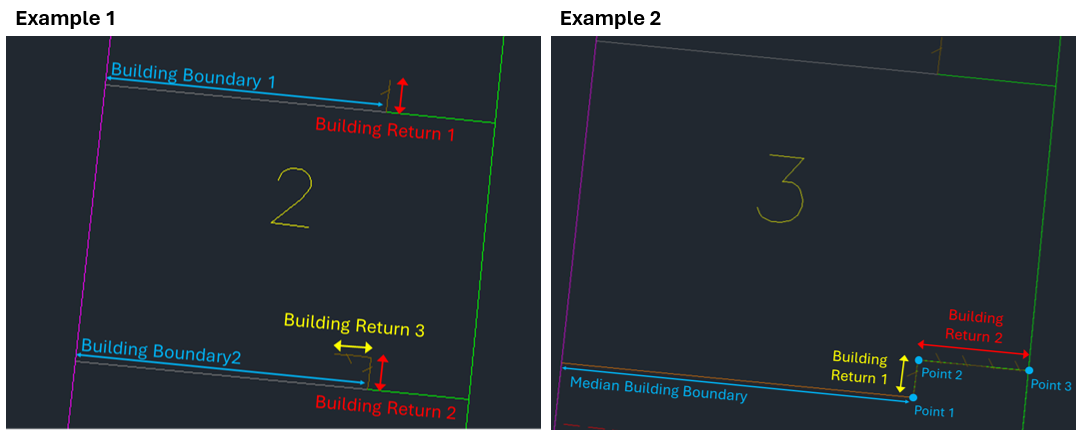 Example 1
Example 2
Building Boundary 1
Building Return 1
2
Building Return 3
Building Boundary2
Building Return 2
3
Building
Return 2
Building
Return 1
Point 2
Point 3
Median Building Boundary
Point 1